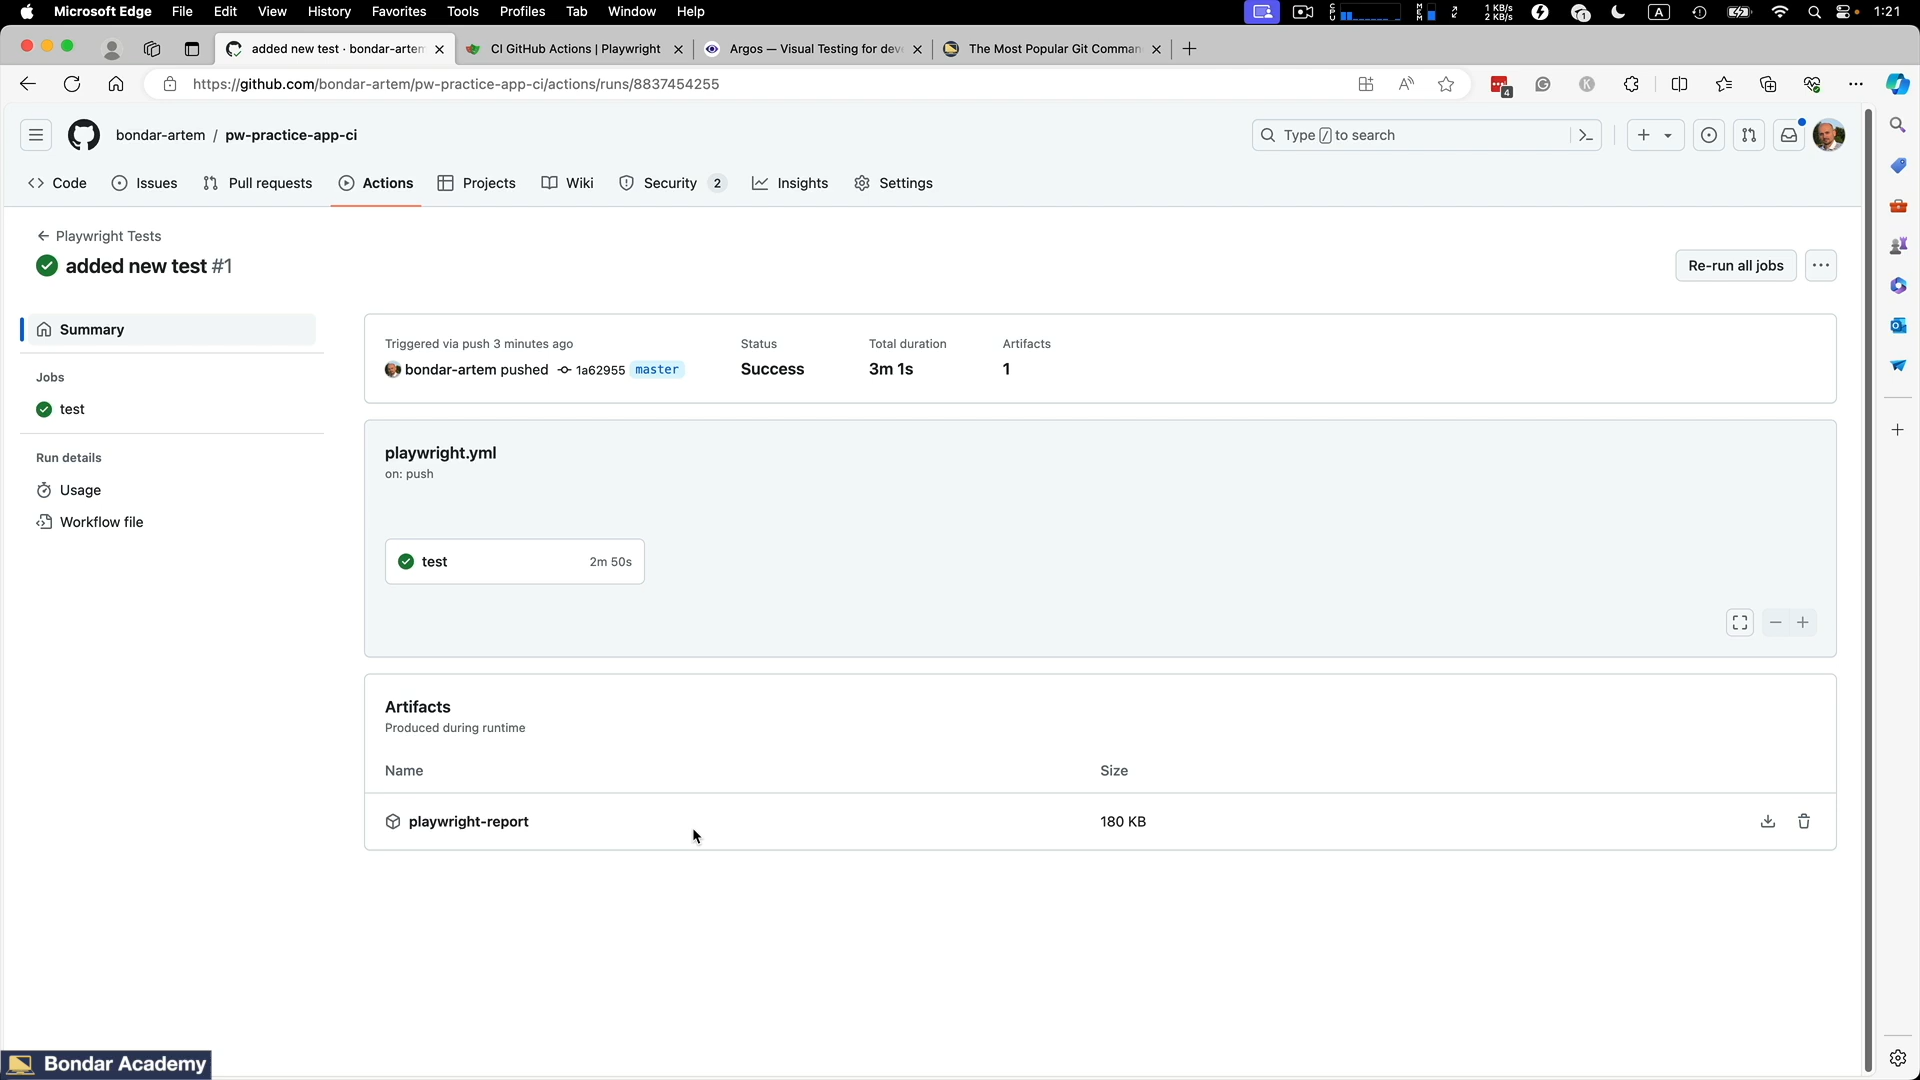 Microsoft Edge File Edit View History Favorites Tools Profiles Tab Window Help 1 KB/s 2 KB/s A 1:21
added new test · bondar-artem CI GitHub Actions | Playwright Argos — Visual Testing for dev The Most Popular Git Comman
https://github.com/bondar-artem/pw-practice-app-ci/actions/runs/8837454255 4
bondar-artem / pw-practice-app-ci Type / to search
Code Issues Pull requests Actions Projects Wiki Security 2 Insights Settings
Playwright Tests
added new test #1 Re-run all jobs
Summary
Jobs
test
Run details
Usage
Workflow file
Triggered via push 3 minutes ago Status Total duration Artifacts
bondar-artem pushed 1a62955 master Success 3m 1s 1
playwright.yml
on: push
test 2m 50s
Artifacts
Produced during runtime
Name Size
playwright-report 180 KB
Bondar Academy